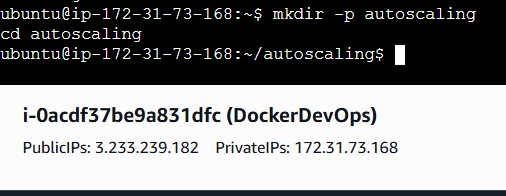 ubuntu@ip-172-31-73-168:~$ mkdir -p autoscaling
cd autoscaling
ubuntu@ip-172-31-73-168:~/autoscaling$
i-0acdf37be9a831dfc (DockerDevOps)
PublicIPs: 3.233.239.182 PrivateIPs: 172.31.73.168